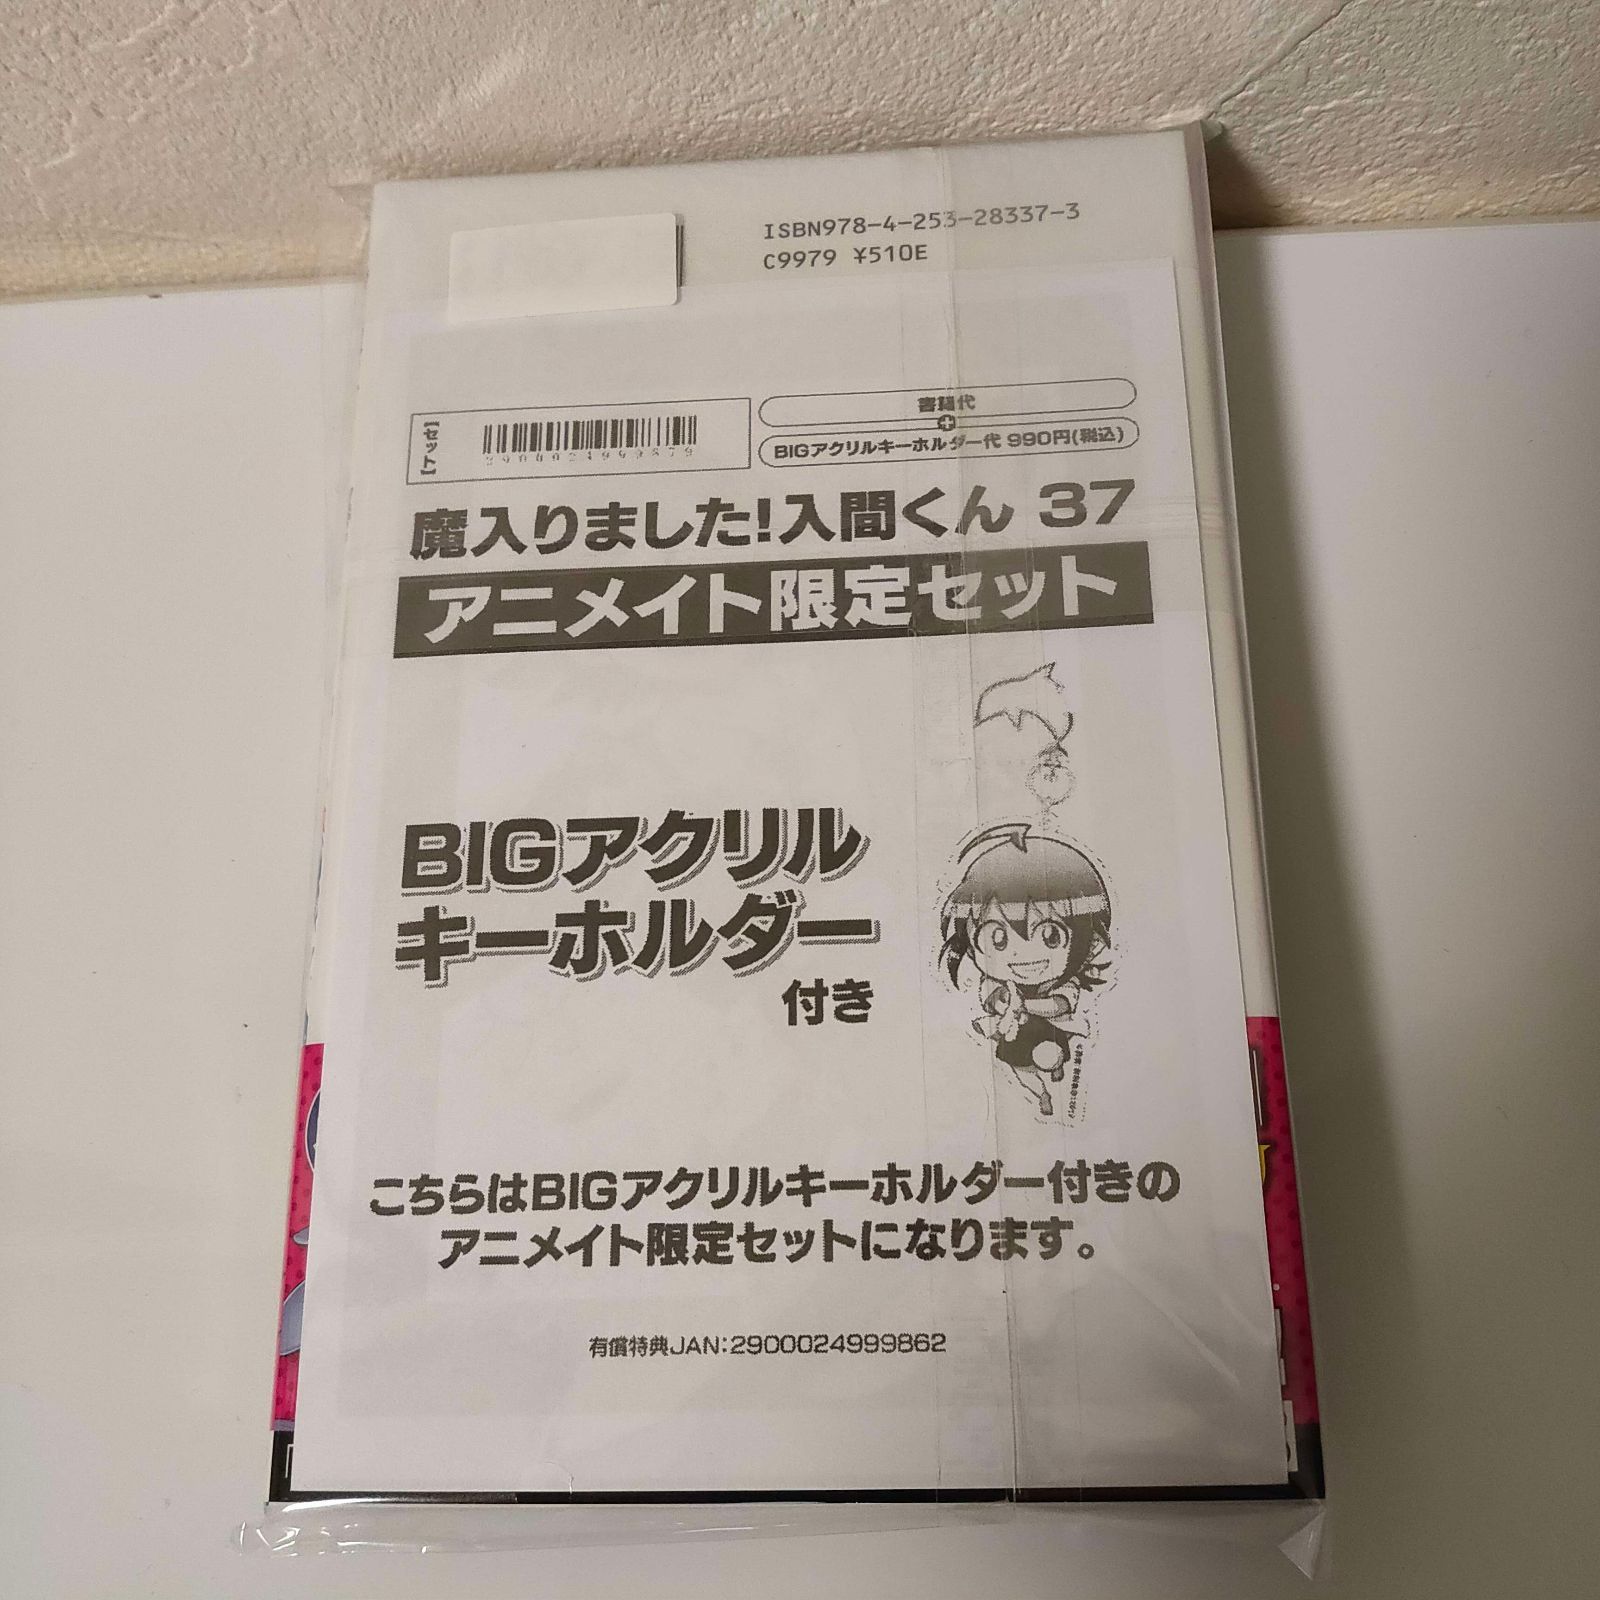 ISBN978-4-253-28337-3
C9979 ¥510E
【セット】
2900024999879
書籍代
+
BIGアクリルキーホルダー代 990円(税込)
魔入りました!入間くん 37
アニメイト限定セット
BIGアクリル
キーホルダー
付き
こちらはBIGアクリルキーホルダー付きの
アニメイト限定セットになります。
有償特典JAN:2900024999862